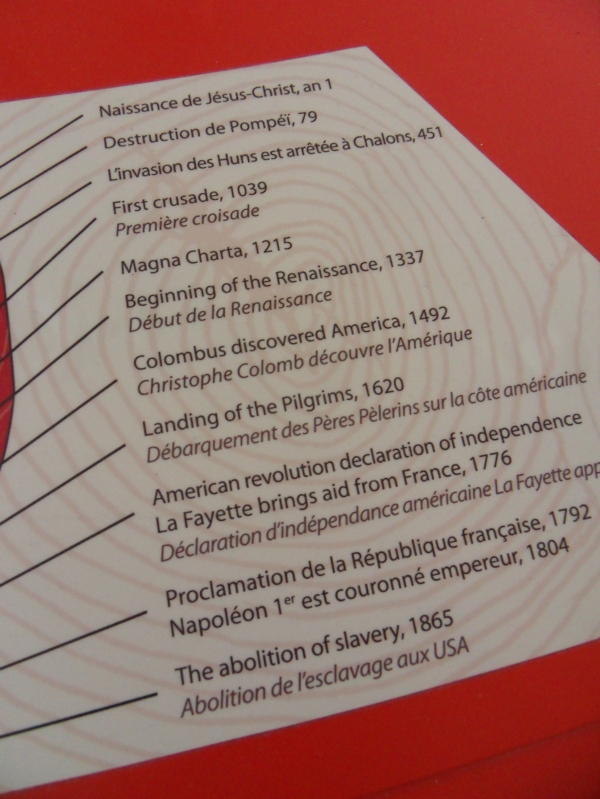 Naissance de Jésus-Christ, an 1
Destruction de Pompéï, 79
L'invasion des Huns est arrêtée à Chalons, 451
First crusade, 1039
Première croisade
Magna Charta, 1215
Beginning of the Renaissance, 1337
Début de la Renaissance
Colombus discovered America, 1492
Christophe Colomb découvre l'Amérique
Landing of the Pilgrims, 1620
Débarquement des Pères Pèlerins sur la côte américaine
American revolution declaration of independence
La Fayette brings aid from France, 1776
Déclaration d'indépendance américaine La Fayette
Proclamation de la République française, 1792
Napoléon 1er est couronné empereur, 1804
The abolition of slavery, 1865
Abolition de l'esclavage aux USA